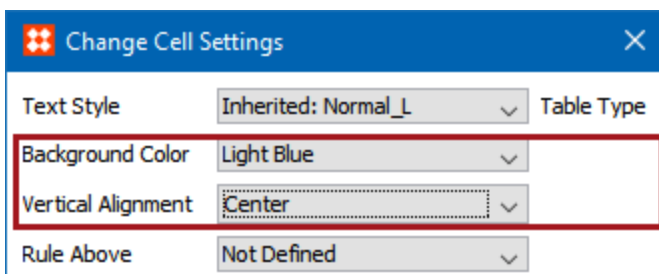 Change Cell Settings
Text Style Inherited: Normal_L Table Type
Background Color Light Blue
Vertical Alignment Center
Rule Above Not Defined